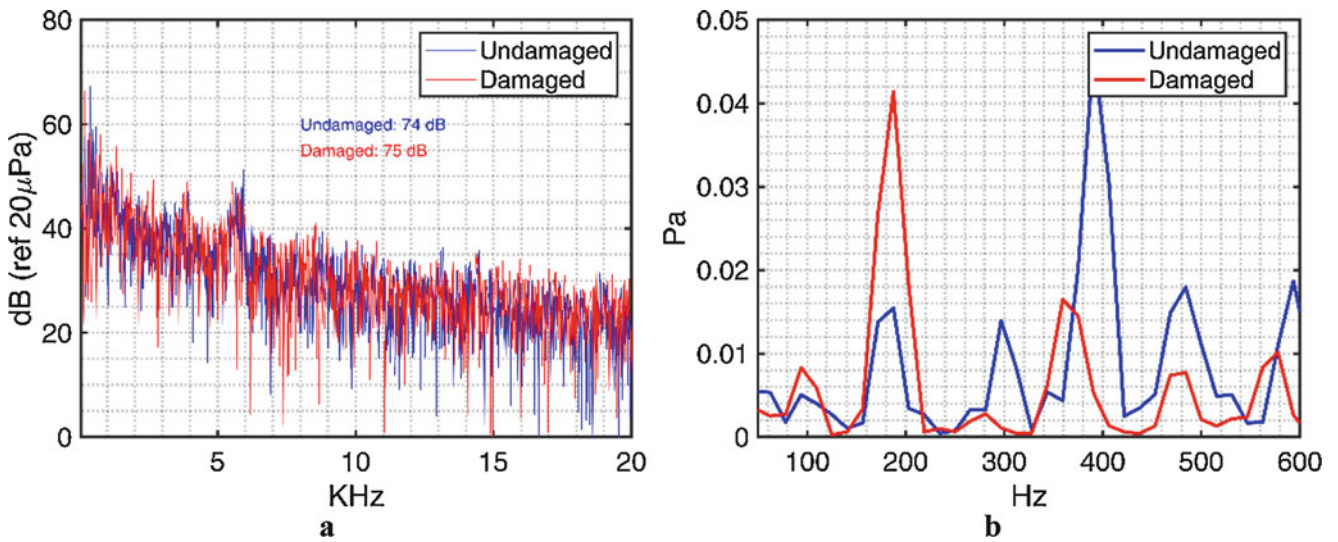 80
60
40
20
0
5
10
15
20
dB (ref 20μPa)
KHz
Undamaged
Damaged
Undamaged: 74 dB
Damaged: 75 dB
a
0.05
0.04
0.03
0.02
0.01
0
100
200
300
400
500
600
Pa
Hz
Undamaged
Damaged
b